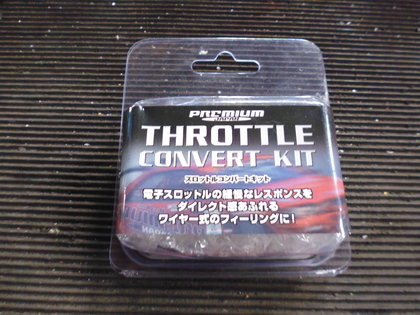 PREMIUM
JAPAN
THROTTLE
CONVERT KIT
スロットルコンバートキット
電子スロットルの緩慢なレスポンスを
ダイレクト感あふれる
ワイヤー式のフィーリングに!